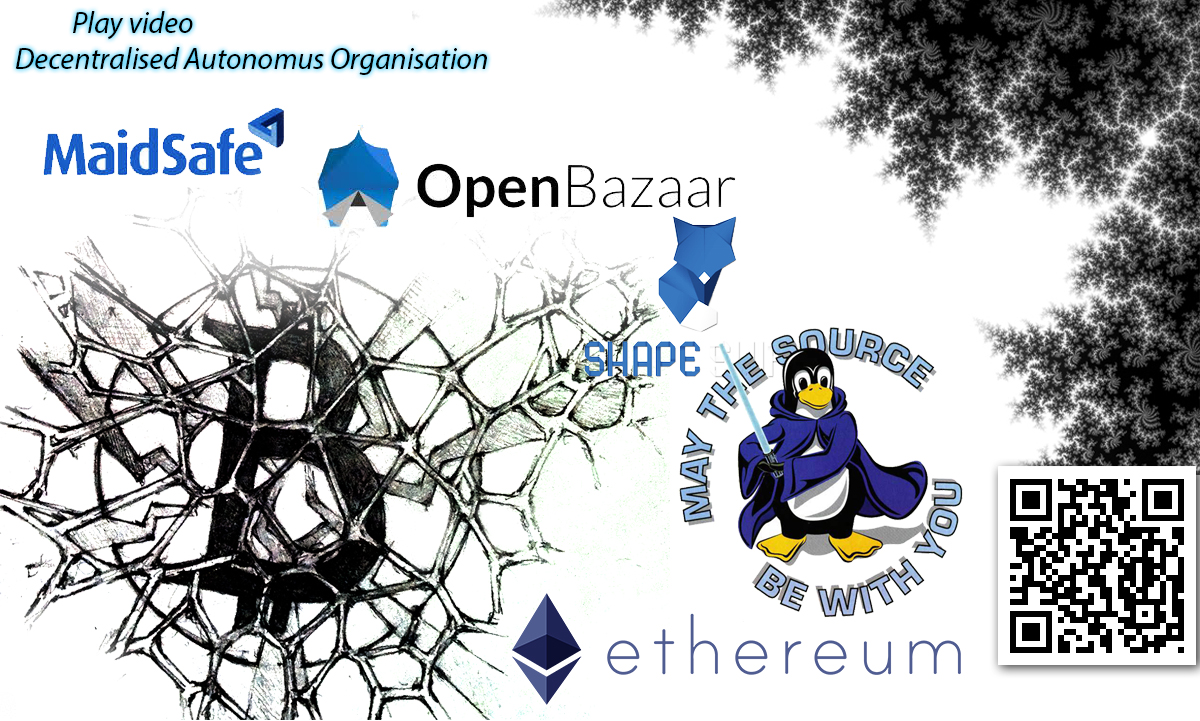 Play video
Decentralised Autonomus Organisation
MaidSafe
OpenBazaar
SHAPE
MAY THE SOURCE
BE WITH YOU
ethereum